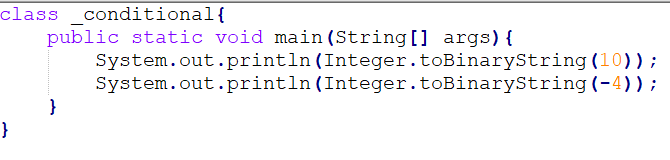 class _conditional{
    public static void main(String[] args){
        System.out.println(Integer.toBinaryString(10));
        System.out.println(Integer.toBinaryString(-4));
    }
}